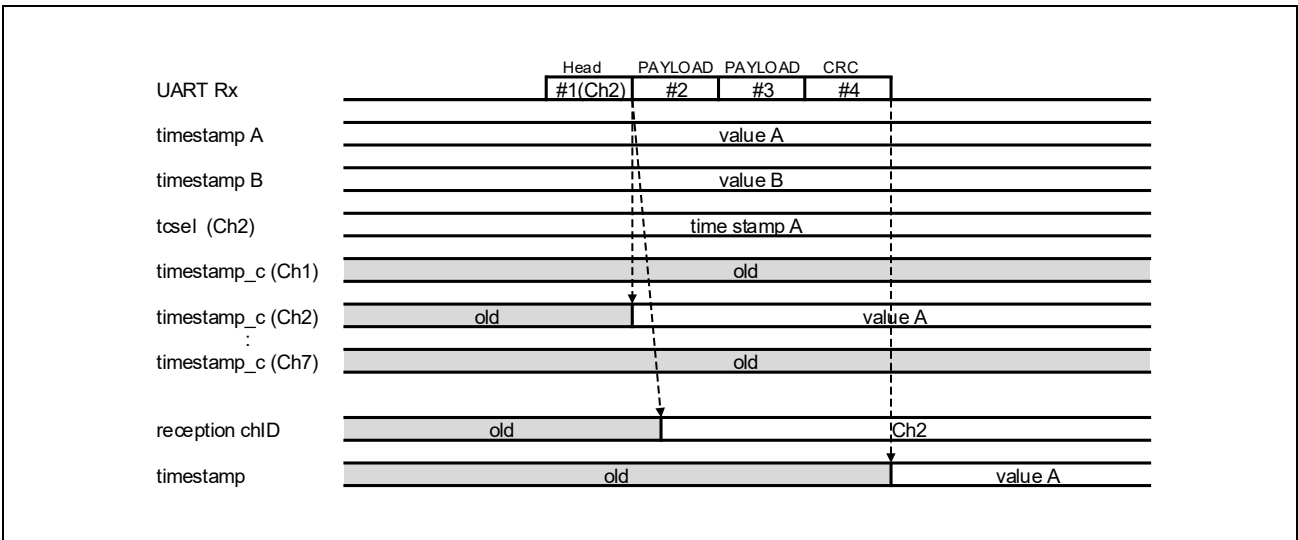 Head PAYLOAD PAYLOAD CRC
UART Rx #1(Ch2) #2 #3 #4
timestamp A value A
timestamp B value B
tcsel (Ch2) time stamp A
timestamp_c (Ch1) old
timestamp_c (Ch2) old value A
:
timestamp_c (Ch7) old
reception chID old Ch2
timestamp old value A